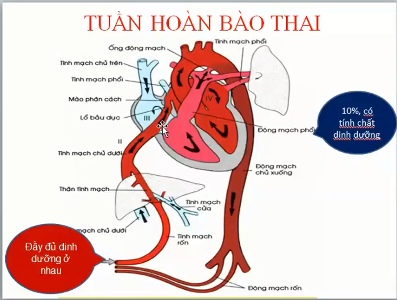 TUẦN HOÀN BÀO THAI
Ống động mạch
Tĩnh mạch phổi
Tĩnh mạch chủ trên
Tĩnh mạch phổi
Mào phân cách
Lổ bầu dục
III
IV
II
I
Động mạch phổi
10%, có
tính chất
dinh dưỡng
Tĩnh mạch chủ dưới
Động mạch
chủ xuống
Thân tĩnh mạch
Tĩnh
mạch
cửa
mạch chủ dưới
Tĩnh mạch
rốn
Đầy đủ dinh
dưỡng ở
nhau
Động mạch rốn